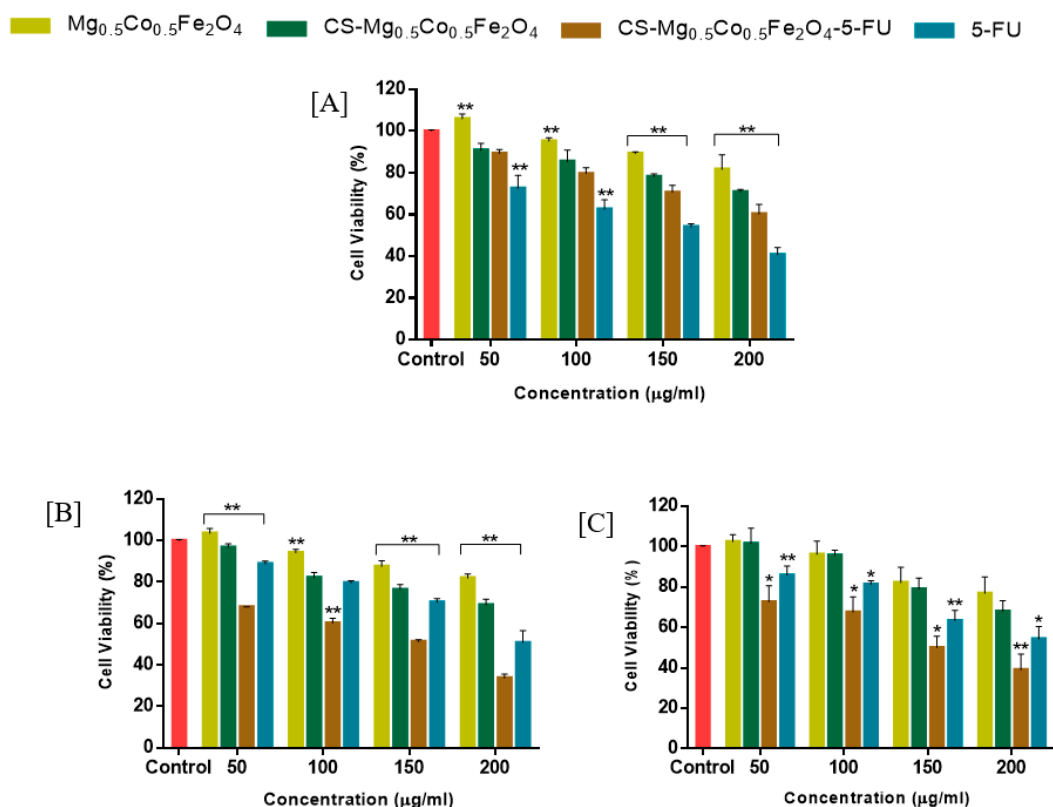 Mg0.5Co0.5Fe2O4 CS-Mg0.5Co0.5Fe2O4 CS-Mg0.5Co0.5Fe2O4-5-FU 5-FU
[A]
120
100
80
60
40
20
0
Cell Viability (%)
** ** ** **
** **
Control 50 100 150 200
Concentration (µg/ml)
[B]
120
100
80
60
40
20
0
Cell Viability (%)
** ** ** **
**
Control 50 100 150 200
Concentration (µg/ml)
[C]
120
100
80
60
40
20
0
Cell Viability (%)
* ** * * * ** ** *
Control 50 100 150 200
Concentration (µg/ml)